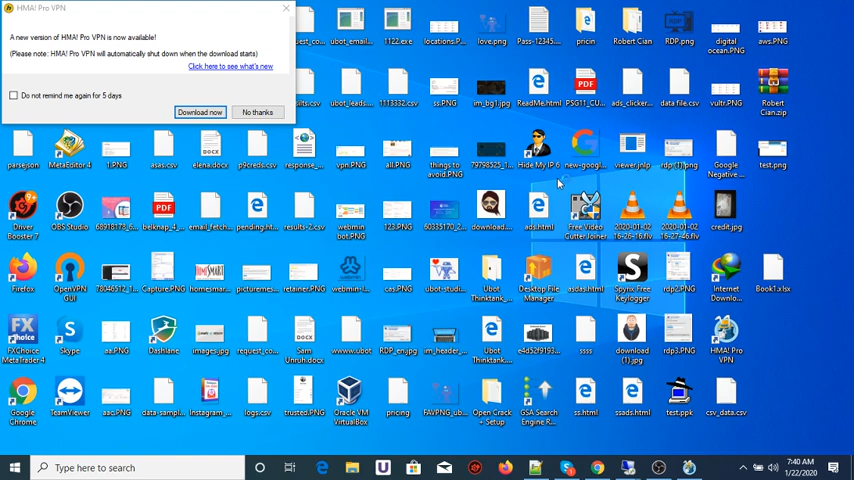 HMA! Pro VPN
A new version of HMA! Pro VPN is now available!
(Please note: HMA! Pro VPN will automatically shut down when the download starts)
Click here to see what's new
Do not remind me again for 5 days
Download now
No thanks
request_co...
ubot_email...
1122.exe
locations.P...
love.png
Pass-12345....
pricin
Robert Cian
RDP.png
digital
ocean.PNG
aws.PNG
ubot_leads....
1113332.csv
ss.PNG
im_bg1.jpg
ReadMe.html
PSG11_CU...
ads_clicker...
data file.csv
vultr.PNG
Robert
Cian.zip
parsejson
MetaEditor 4
1.PNG
asas.csv
elena.docx
p9creds.csv
response_...
vpn.PNG
all.PNG
things to
avoid.PNG
79798525_1...
Hide My IP 6
new-googl...
viewer.jnlp
rdp (1).png
Google
Negative ...
test.png
Driver
Booster 7
OBS Studio
68918178_6...
belknap_4_...
email_fetch...
pending.ht...
results-2.csv
webmin
bot.PNG
123.PNG
60335170_2...
download....
ads.html
Free Video
CutterJoiner
2020-01-02
16-26-16.flv
2020-01-02
16-27-46.flv
credit.jpg
Firefox
OpenVPN
GUI
78046512_1...
Capture.PNG
homesmar...
retainer.PNG
picturemes...
webmin-l...
cas.PNG
ubot-studi...
Ubot
Thinktank_...
Desktop File
Manager
asdas.html
Spyrix Free
Keylogger
rdp2.PNG
Internet
Downlo...
Book1.xlsx
FXChoice
MetaTrader 4
Skype
aa.PNG
Dashlane
images.jpg
request_co...
Sam
Unruh.docx
wwww.ubot
RDP_en.jpg
im_header_...
Ubot
Thinktank...
e4d52f9193...
ssss
download
(1).jpg
rdp3.PNG
HMA! Pro
VPN
Google
Chrome
TeamViewer
aac.PNG
data-sampl...
Instagram_...
logs.csv
trusted.PNG
Oracle VM
VirtualBox
pricing
FAVPNG_ub...
Open Crack
+ Setup
GSA Search
Engine R...
ss.html
ssads.html
test.ppk
csv_data.csv
Type here to search
7:40 AM
1/22/2020